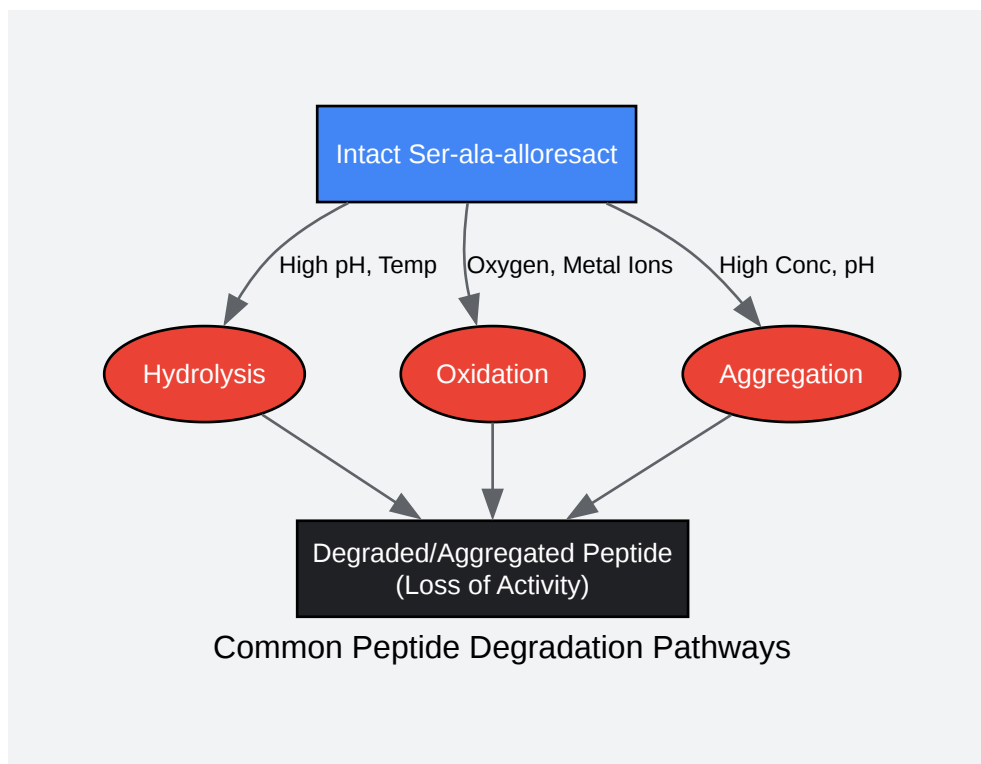 Intact Ser-ala-alloresact
High pH, Temp
Oxygen, Metal Ions
High Conc, pH
Hydrolysis
Oxidation
Aggregation
Degraded/Aggregated Peptide
(Loss of Activity)
Common Peptide Degradation Pathways